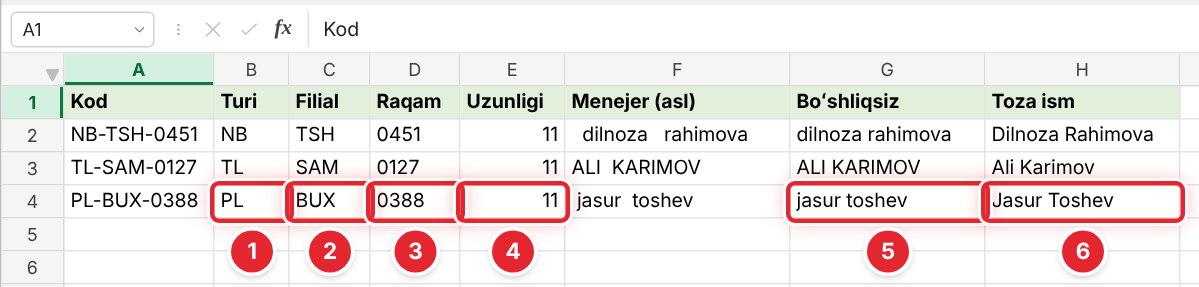 A1 fx Kod
A B C D E F G H
1 Kod Turi Filial Raqam Uzunligi Menejer (asl) Boʻshliqsiz Toza ism
2 NB-TSH-0451 NB TSH 0451 11 dilnoza   rahimova dilnoza rahimova Dilnoza Rahimova
3 TL-SAM-0127 TL SAM 0127 11 ALI  KARIMOV ALI KARIMOV Ali Karimov
4 PL-BUX-0388 PL BUX 0388 11 jasur  toshev jasur toshev Jasur Toshev
5
1 2 3 4 5 6
6